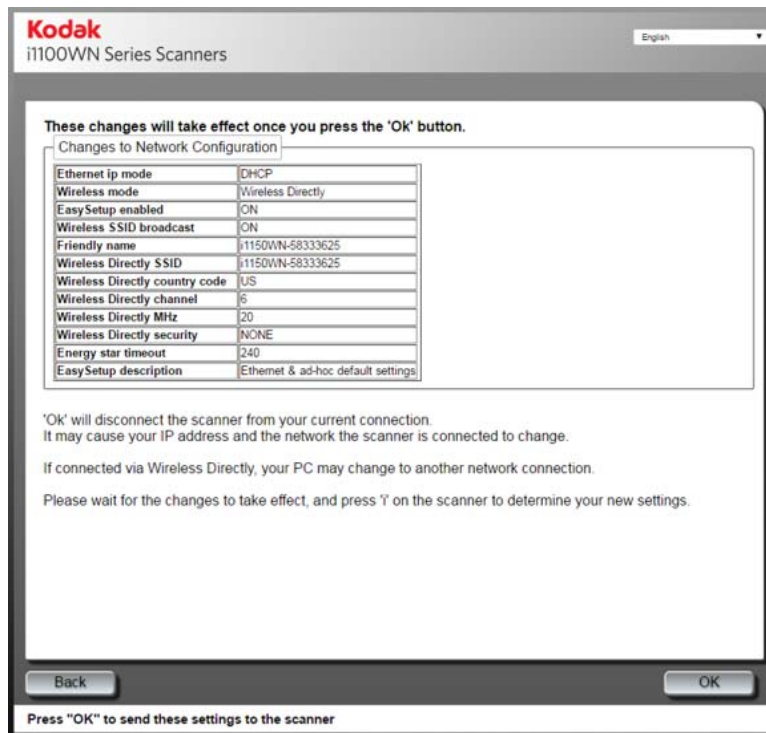 Kodak
i1100WN Series Scanners
English
These changes will take effect once you press the 'Ok' button.
Changes to Network Configuration
Ethernet ip mode DHCP
Wireless mode Wireless Directly
EasySetup enabled ON
Wireless SSID broadcast ON
Friendly name i1150WN-58333625
Wireless Directly SSID i1150WN-58333625
Wireless Directly country code US
Wireless Directly channel 6
Wireless Directly MHz 20
Wireless Directly security NONE
Energy star timeout 240
EasySetup description Ethernet & ad-hoc default settings
'Ok' will disconnect the scanner from your current connection.
It may cause your IP address and the network the scanner is connected to change.
If connected via Wireless Directly, your PC may change to another network connection.
Please wait for the changes to take effect, and press 'i' on the scanner to determine your new settings.
Back
OK
Press "OK" to send these settings to the scanner